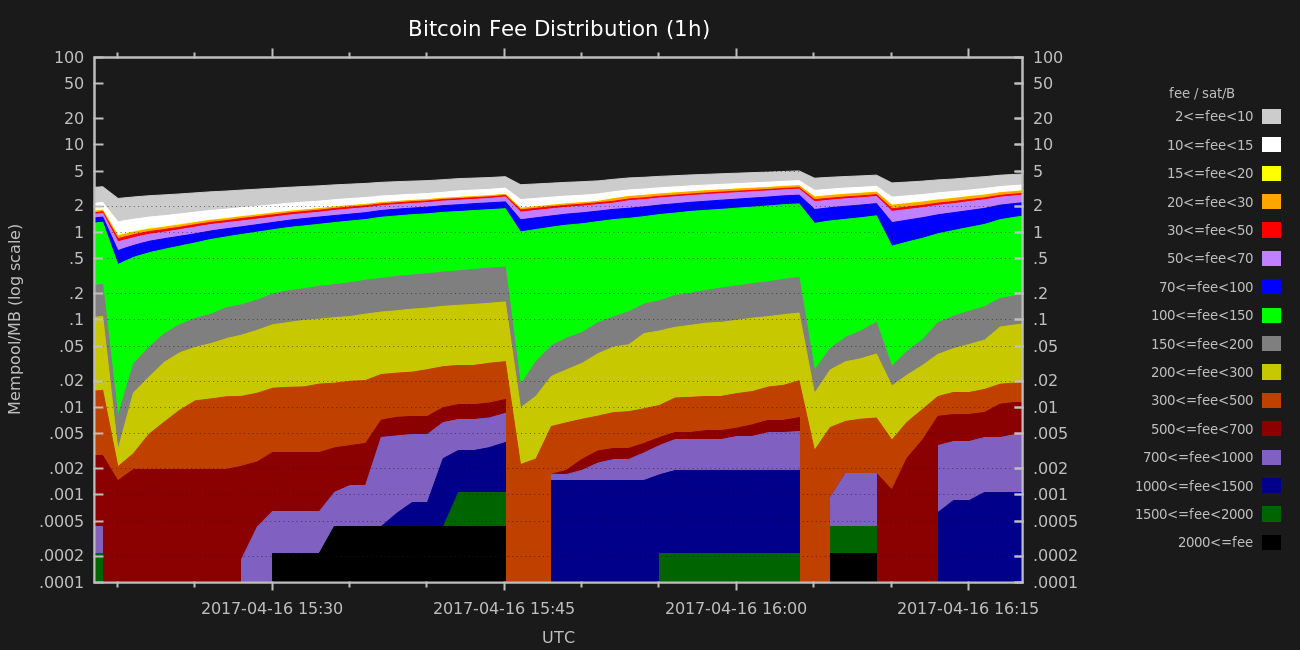 Bitcoin Fee Distribution (1h)
100 100
50 50
20 20
10 10
5 5
2 2
1 1
.5 .5
.2 .2
.1 .1
.05 .05
.02 .02
.01 .01
.005 .005
.002 .002
.001 .001
.0005 .0005
.0002 .0002
.0001 .0001
Mempool/MB (log scale)
2017-04-16 15:30 2017-04-16 15:45 2017-04-16 16:00 2017-04-16 16:15
UTC
fee / sat/B
2<=fee<10
10<=fee<15
15<=fee<20
20<=fee<30
30<=fee<50
50<=fee<70
70<=fee<100
100<=fee<150
150<=fee<200
200<=fee<300
300<=fee<500
500<=fee<700
700<=fee<1000
1000<=fee<1500
1500<=fee<2000
2000<=fee